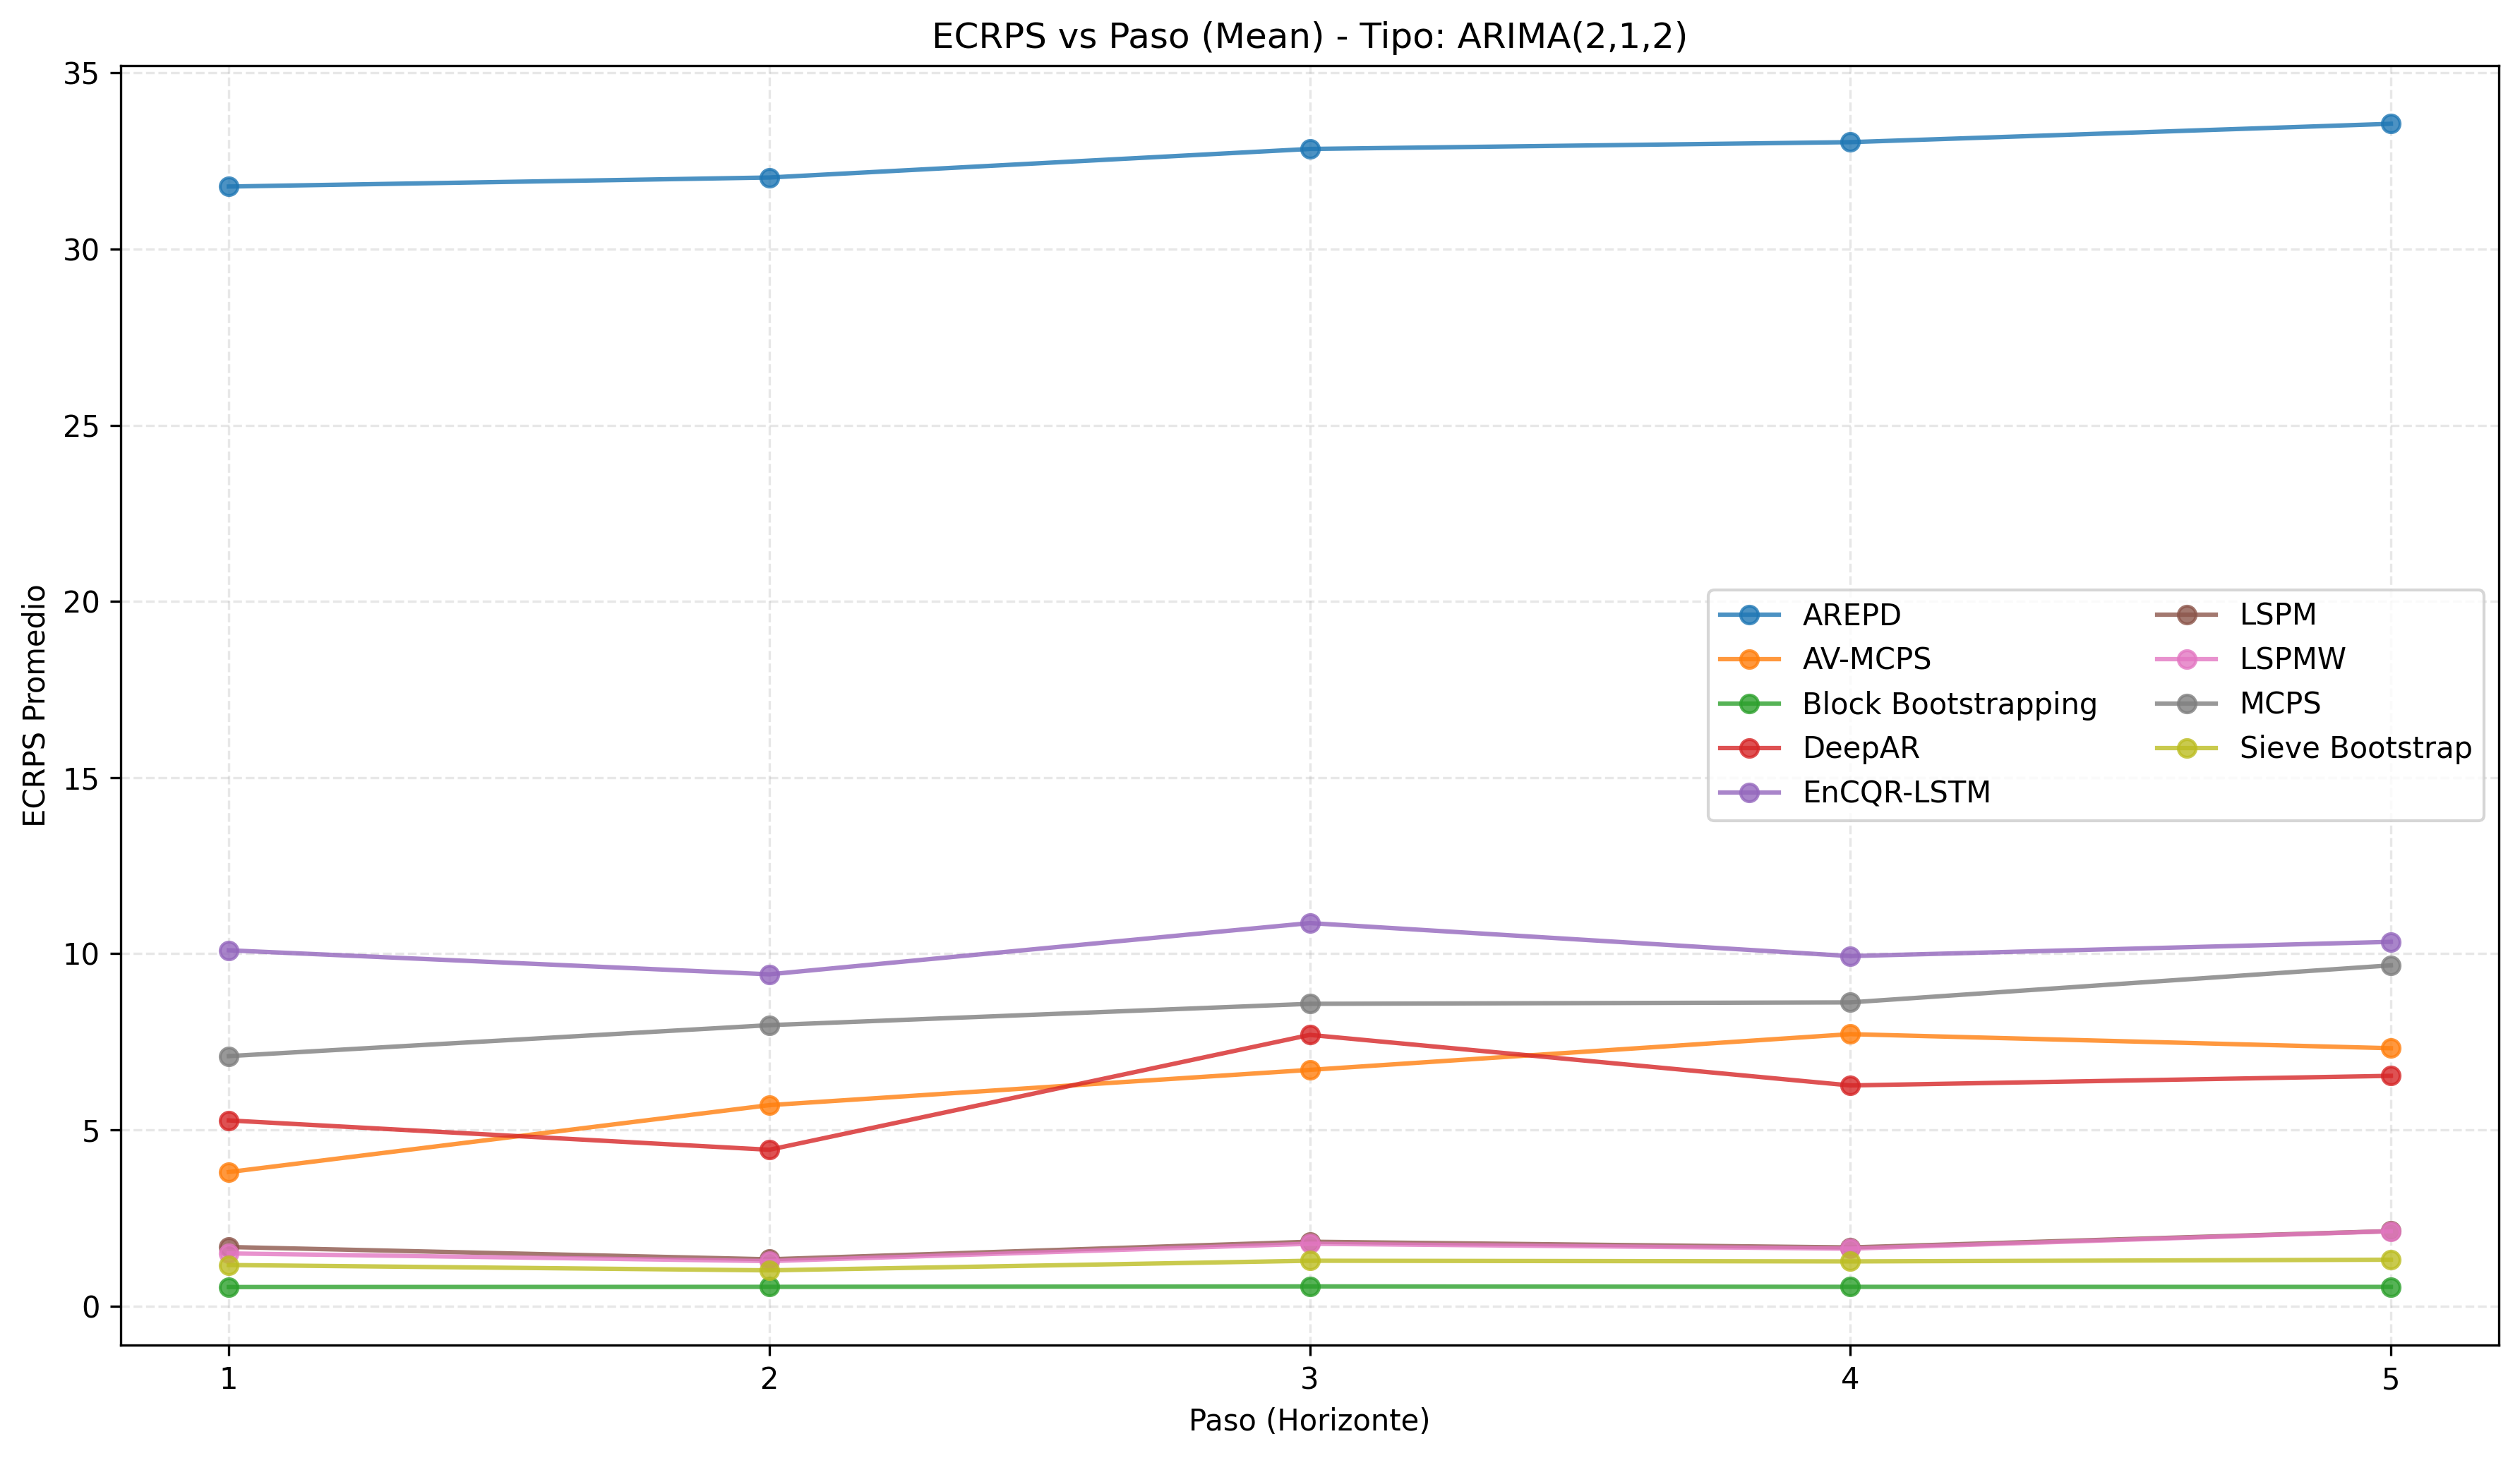 ECRPS vs Paso (Mean) - Tipo: ARIMA(2,1,2)
35
30
25
20
15
10
5
0
ECRPS Promedio
AREPD
AV-MCPS
Block Bootstrapping
DeepAR
EnCQR-LSTM
LSPM
LSPMW
MCPS
Sieve Bootstrap
1 2 3 4 5
Paso (Horizonte)